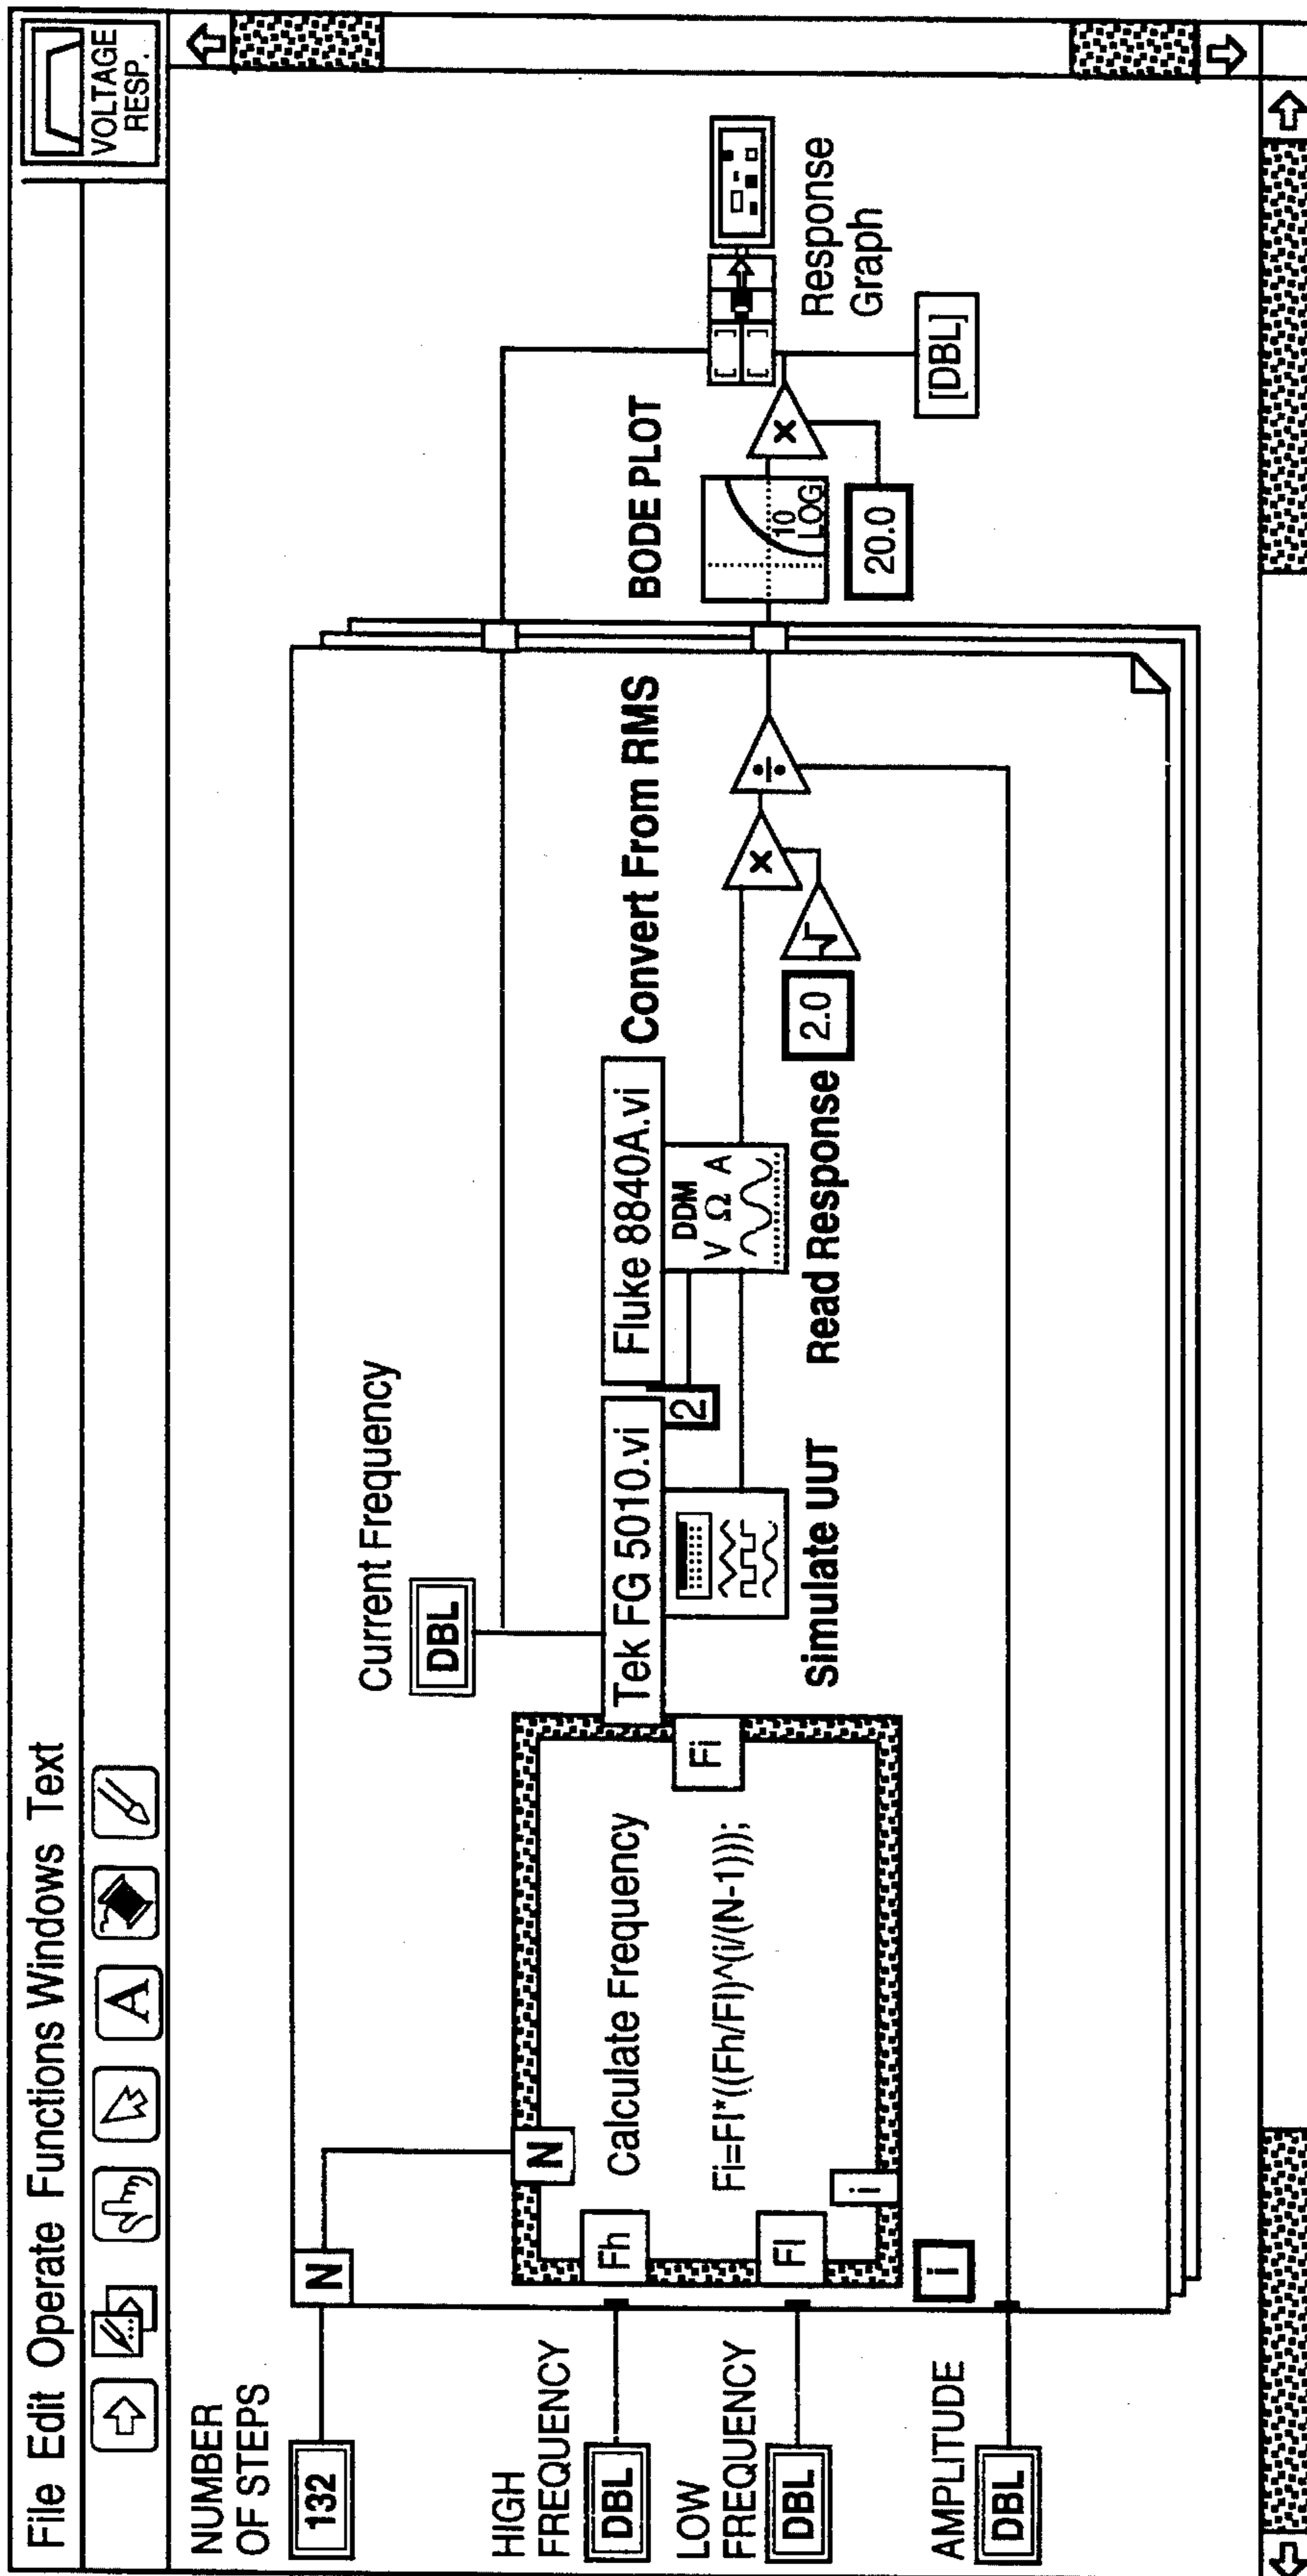 File Edit Operate Functions Windows Text
VOLTAGE
RESP.
A
NUMBER
OF STEPS
132
N
HIGH
FREQUENCY
DBL
LOW
FREQUENCY
DBL
AMPLITUDE
DBL
N
Fh
Fl
i
i
Calculate Frequency
Fi=Fl*((Fh/Fl)^(i/(N-1)));
Fi
Current Frequency
DBL
Tek FG 5010.vi
2
Simulate UUT
Fluke 8840A.vi
DDM
V Ω A
Read Response
Convert From RMS
2.0
√
x
÷
BODE PLOT
10
LOG
20.0
x
[ ]
[ ]
Response
Graph
[DBL]